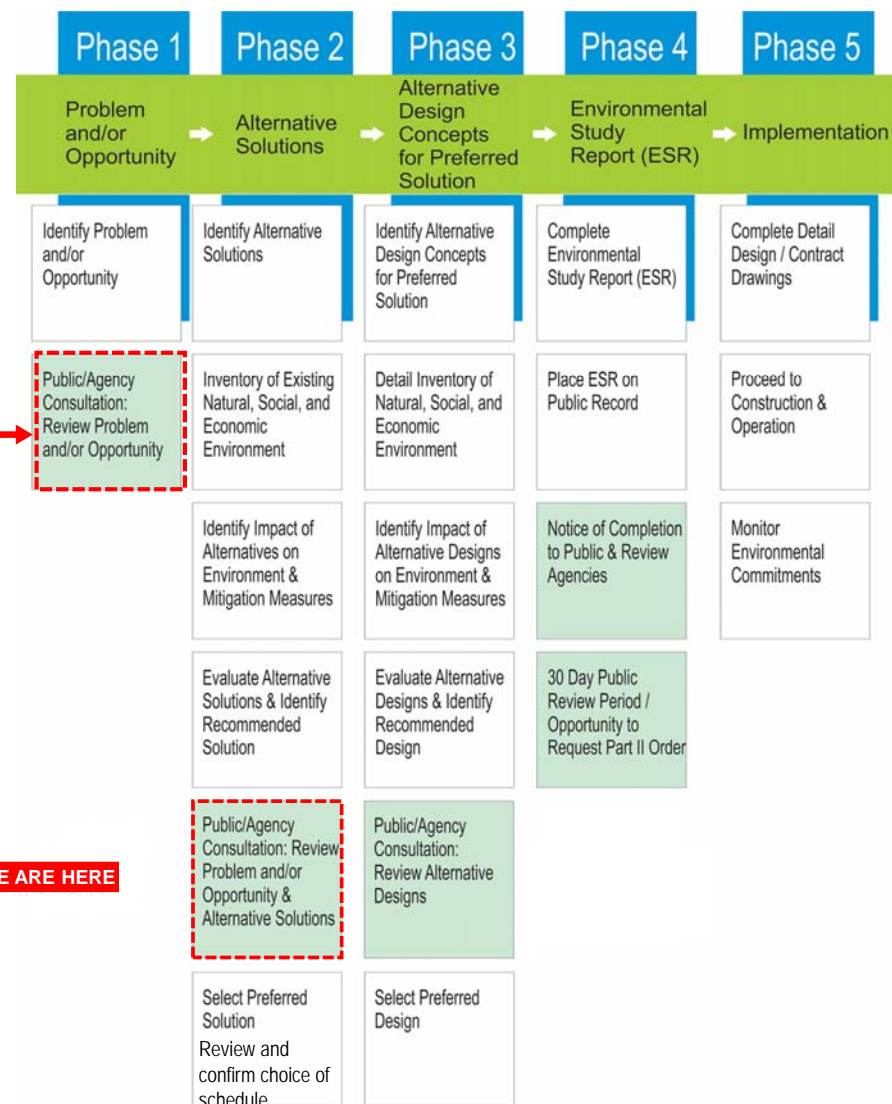 Phase 1
Phase 2
Phase 3
Phase 4
Phase 5
Problem
and/or
Opportunity
Alternative
Solutions
Alternative
Design
Concepts
for Preferred
Solution
Environmental
Study
Report (ESR)
Implementation
Identify Problem
and/or
Opportunity
Identify Alternative
Solutions
Identify Alternative
Design Concepts
for Preferred
Solution
Complete
Environmental
Study Report (ESR)
Complete Detail
Design / Contract
Drawings
Public/Agency
Consultation:
Review Problem
and/or Opportunity
Inventory of Existing
Natural, Social, and
Economic
Environment
Detail Inventory of
Natural, Social, and
Economic
Environment
Place ESR on
Public Record
Proceed to
Construction &
Operation
Identify Impact of
Alternatives on
Environment &
Mitigation Measures
Identify Impact of
Alternative Designs
on Environment &
Mitigation Measures
Notice of Completion
to Public & Review
Agencies
Monitor
Environmental
Commitments
Evaluate Alternative
Solutions & Identify
Recommended
Solution
Evaluate Alternative
Designs & Identify
Recommended
Design
30 Day Public
Review Period /
Opportunity to
Request Part II Order
E ARE HERE
Public/Agency
Consultation: Review
Problem and/or
Opportunity &
Alternative Solutions
Public/Agency
Consultation:
Review Alternative
Designs
Select Preferred
Solution
Review and
confirm choice of
schedule
Select Preferred
Design